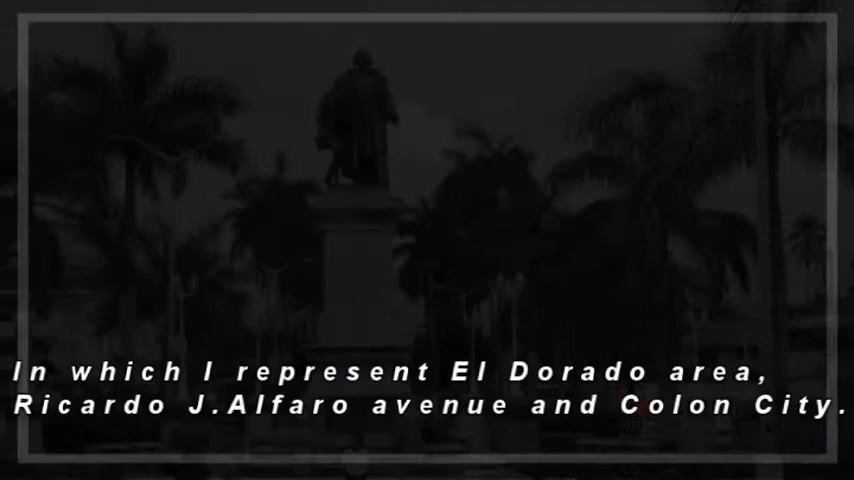 In which I represent El Dorado area,
Ricardo J.Alfaro avenue and Colon City.